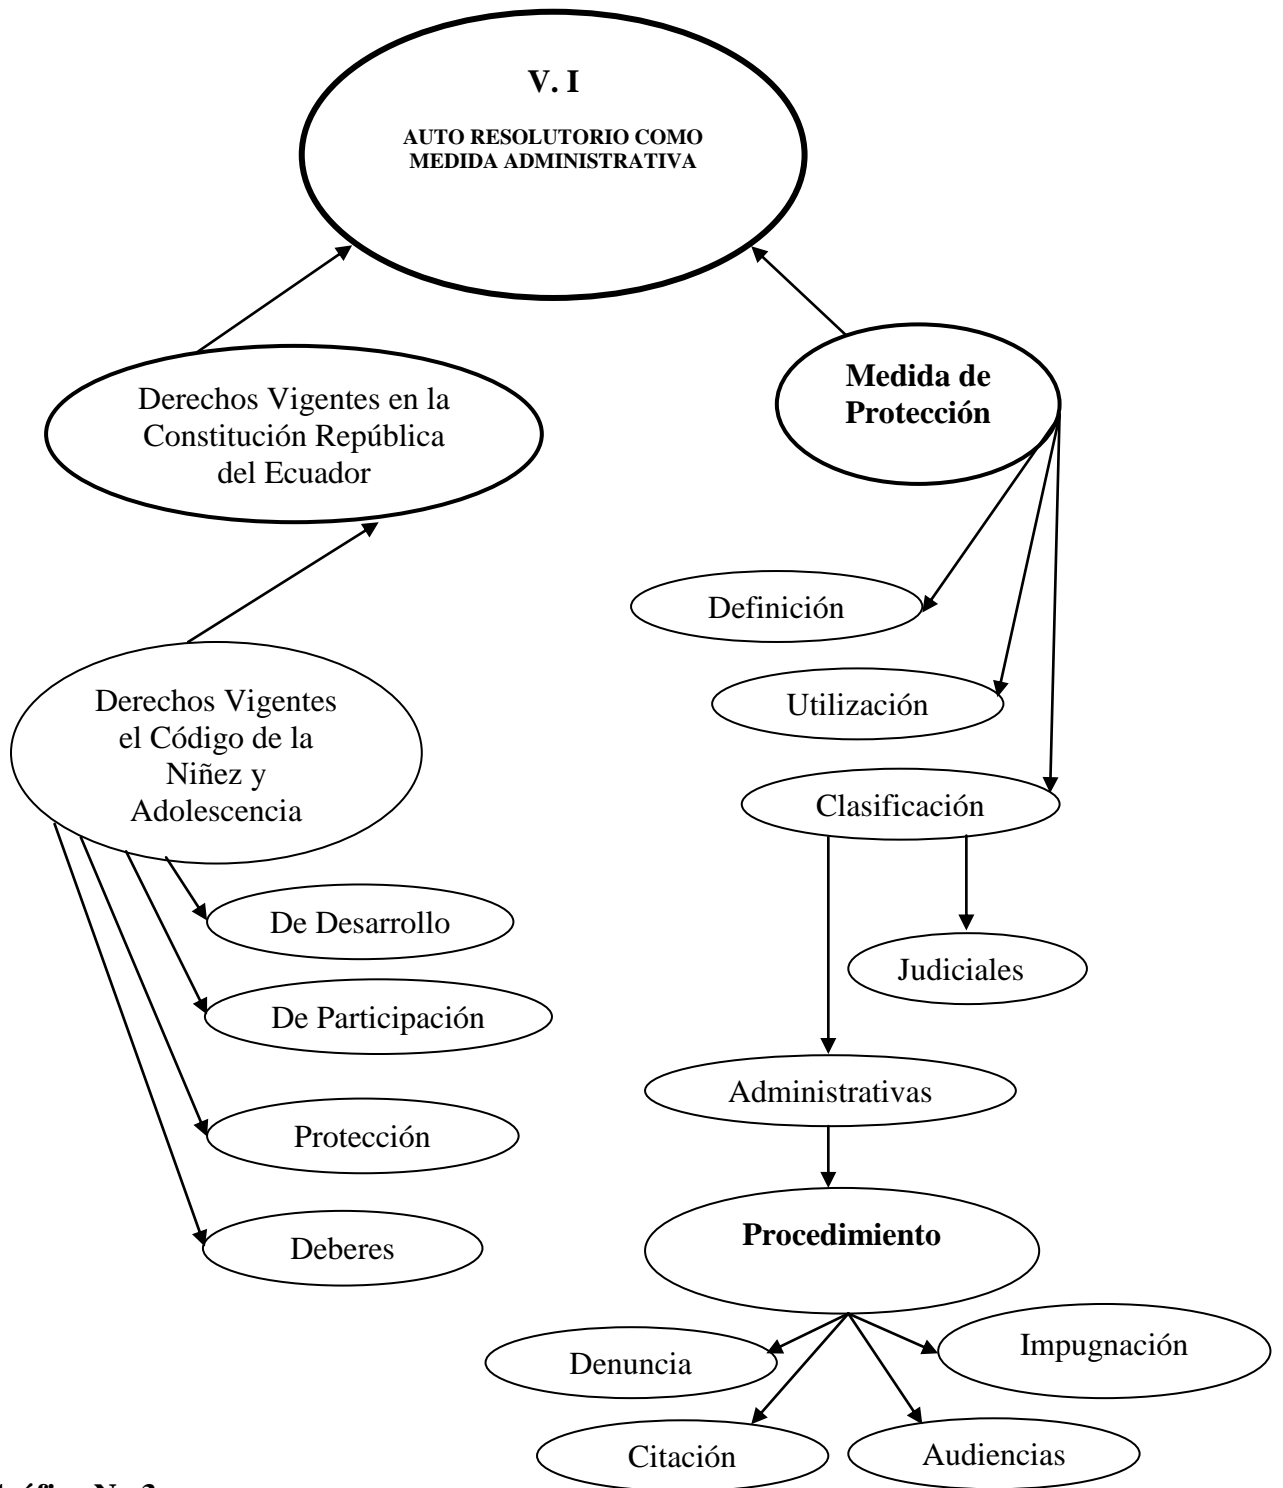 V. I
AUTO RESOLUTORIO COMO
MEDIDA ADMINISTRATIVA
Derechos Vigentes en la
Constitución República
del Ecuador
Medida de
Protección
Definición
Utilización
Clasificación
Judiciales
Administrativas
Procedimiento
Derechos Vigentes
el Código de la
Niñez y
Adolescencia
De Desarrollo
De Participación
Protección
Deberes
Denuncia
Citación
Audiencias
Impugnación